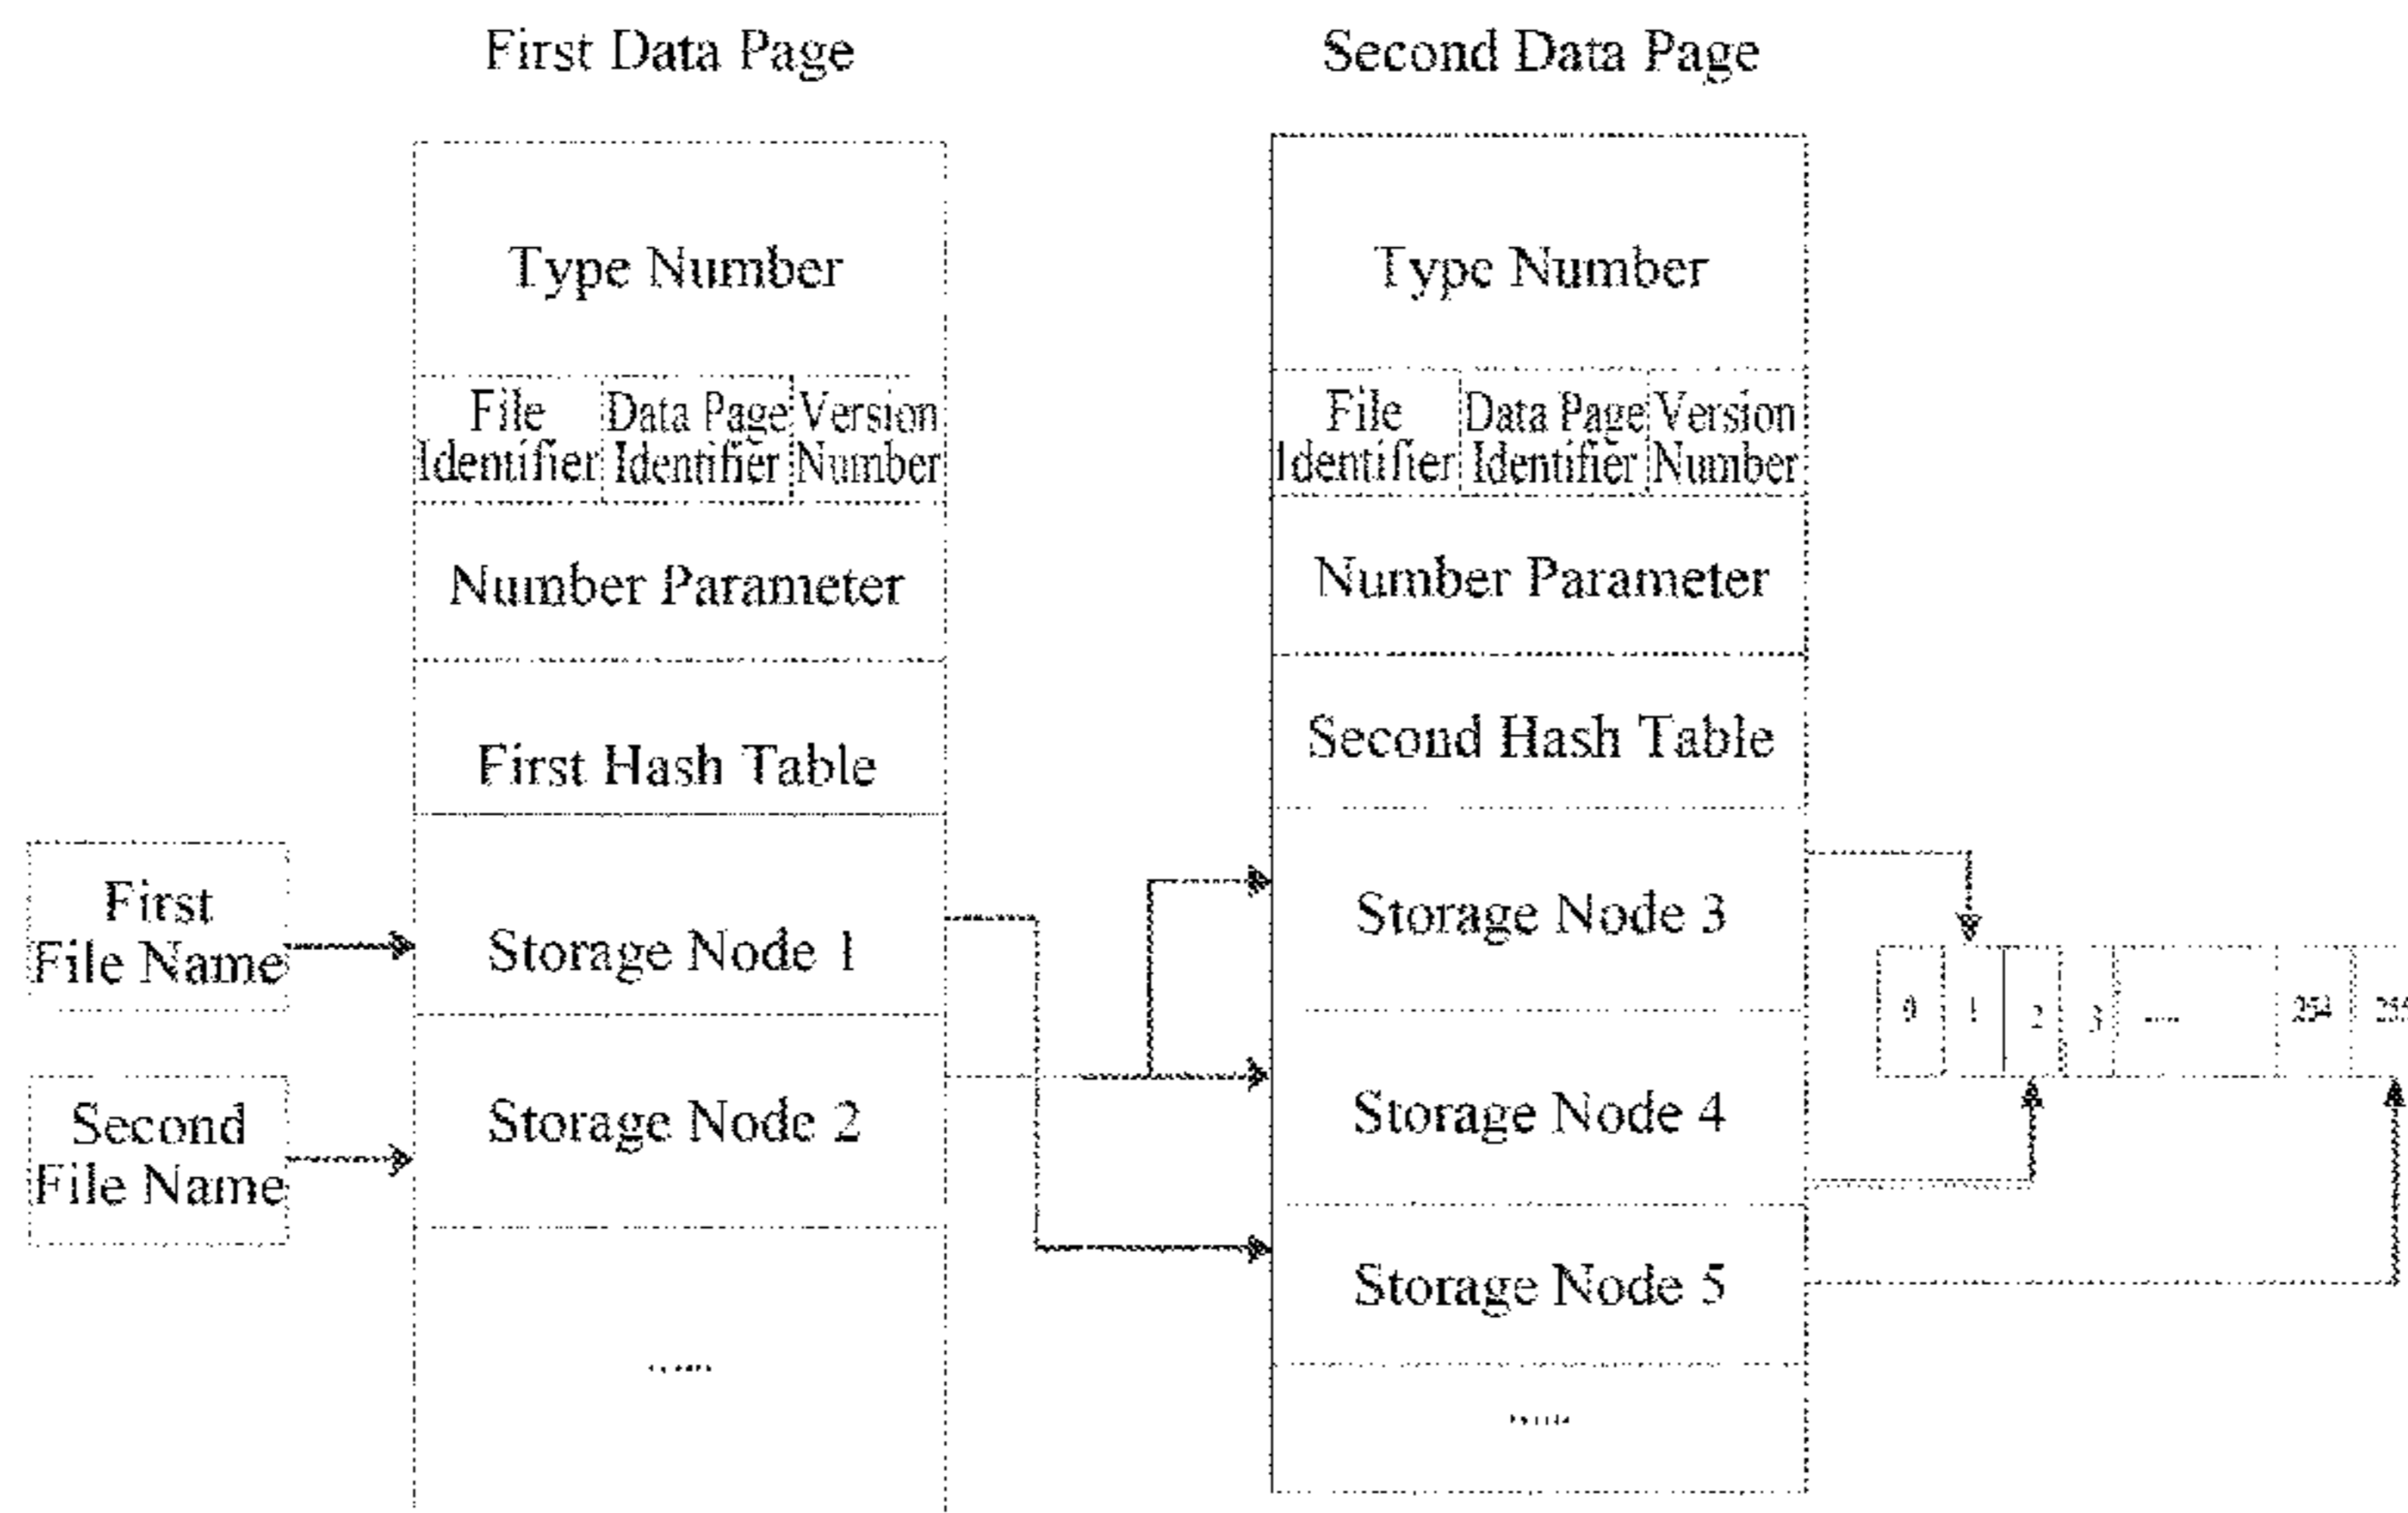 First Data Page
Second Data Page
Type Number
File
Identifier
Data Page
Identifier
Version
Number
Number Parameter
First Hash Table
First
File Name
Storage Node 1
Second
File Name
Storage Node 2
......
Type Number
File
Identifier
Data Page
Identifier
Version
Number
Number Parameter
Second Hash Table
Storage Node 3
Storage Node 4
Storage Node 5
......
0
1
2
3
......
254